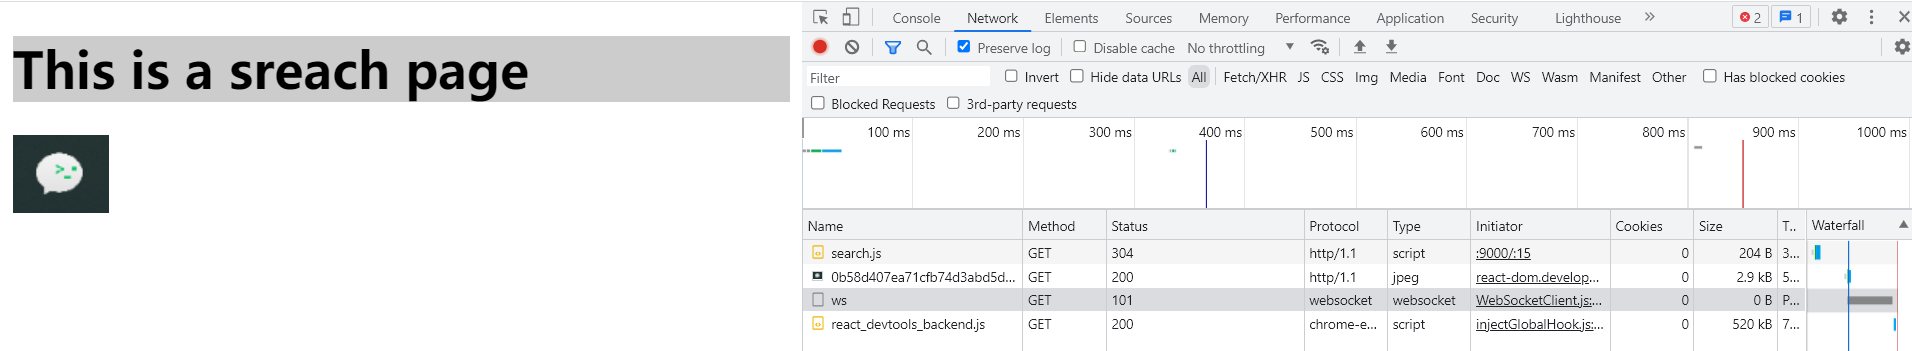 This is a sreach page
Console Network Elements Sources Memory Performance Application Security Lighthouse » 2 1
Preserve log Disable cache No throttling
Filter Invert Hide data URLs All Fetch/XHR JS CSS Img Media Font Doc WS Wasm Manifest Other Has blocked cookies
Blocked Requests 3rd-party requests
100 ms 200 ms 300 ms 400 ms 500 ms 600 ms 700 ms 800 ms 900 ms 1000 ms
Name Method Status Protocol Type Initiator Cookies Size T.. Waterfall
search.js GET 304 http/1.1 script :9000/:15 0 204 B 3...
0b58d407ea71cfb74d3abd5d... GET 200 http/1.1 jpeg react-dom.develop... 0 2.9 kB 5...
ws GET 101 websocket websocket WebSocketClient.js:... 0 0 B P...
react_devtools_backend.js GET 200 chrome-e... script injectGlobalHook.js:... 0 520 kB 7...